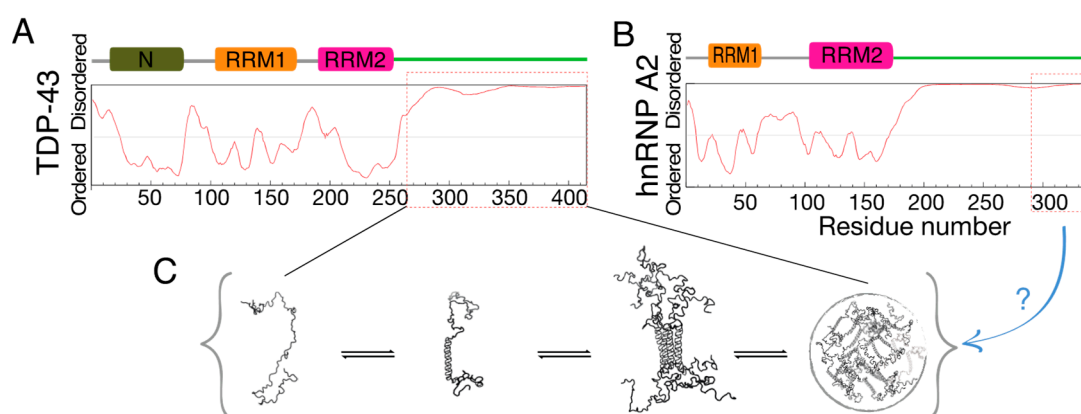 A
N
RRM1
RRM2
TDP-43
Disordered
Ordered
50
100
150
200
250
300
350
400
B
RRM1
RRM2
hnRNP A2
Disordered
Ordered
50
100
150
200
250
300
Residue number
C
?